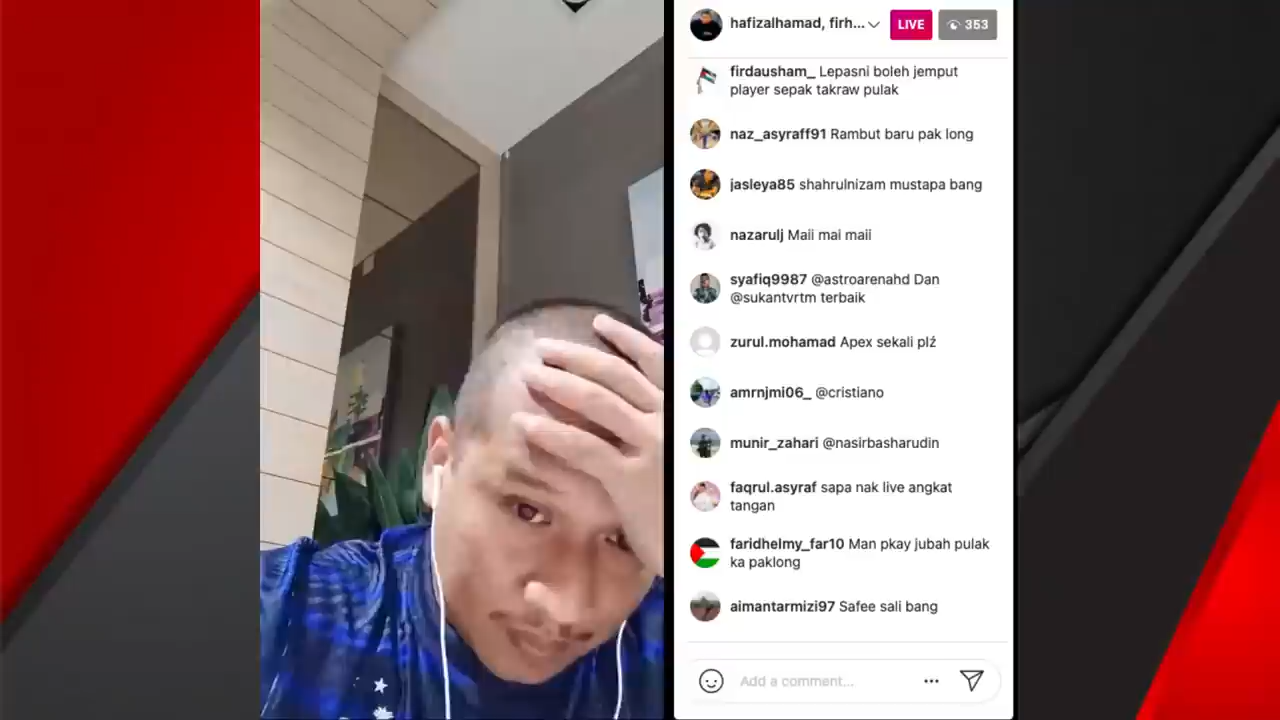 hafizalhamad, firh...
LIVE
353
firdausham_ Lepasni boleh jemput
player sepak takraw pulak
naz_asyraff91 Rambut baru pak long
jasleya85 shahrulnizam mustapa bang
nazarulj Maii mai maii
syafiq9987 @astroarenahd Dan
@sukantvrtm terbaik
zurul.mohamad Apex sekali plź
amrnjmi06_ @cristiano
munir_zahari @nasirbasharudin
faqrul.asyraf sapa nak live angkat
tangan
faridhelmy_far10 Man pkay jubah pulak
ka paklong
aimantarmizi97 Safee sali bang
Add a comment...